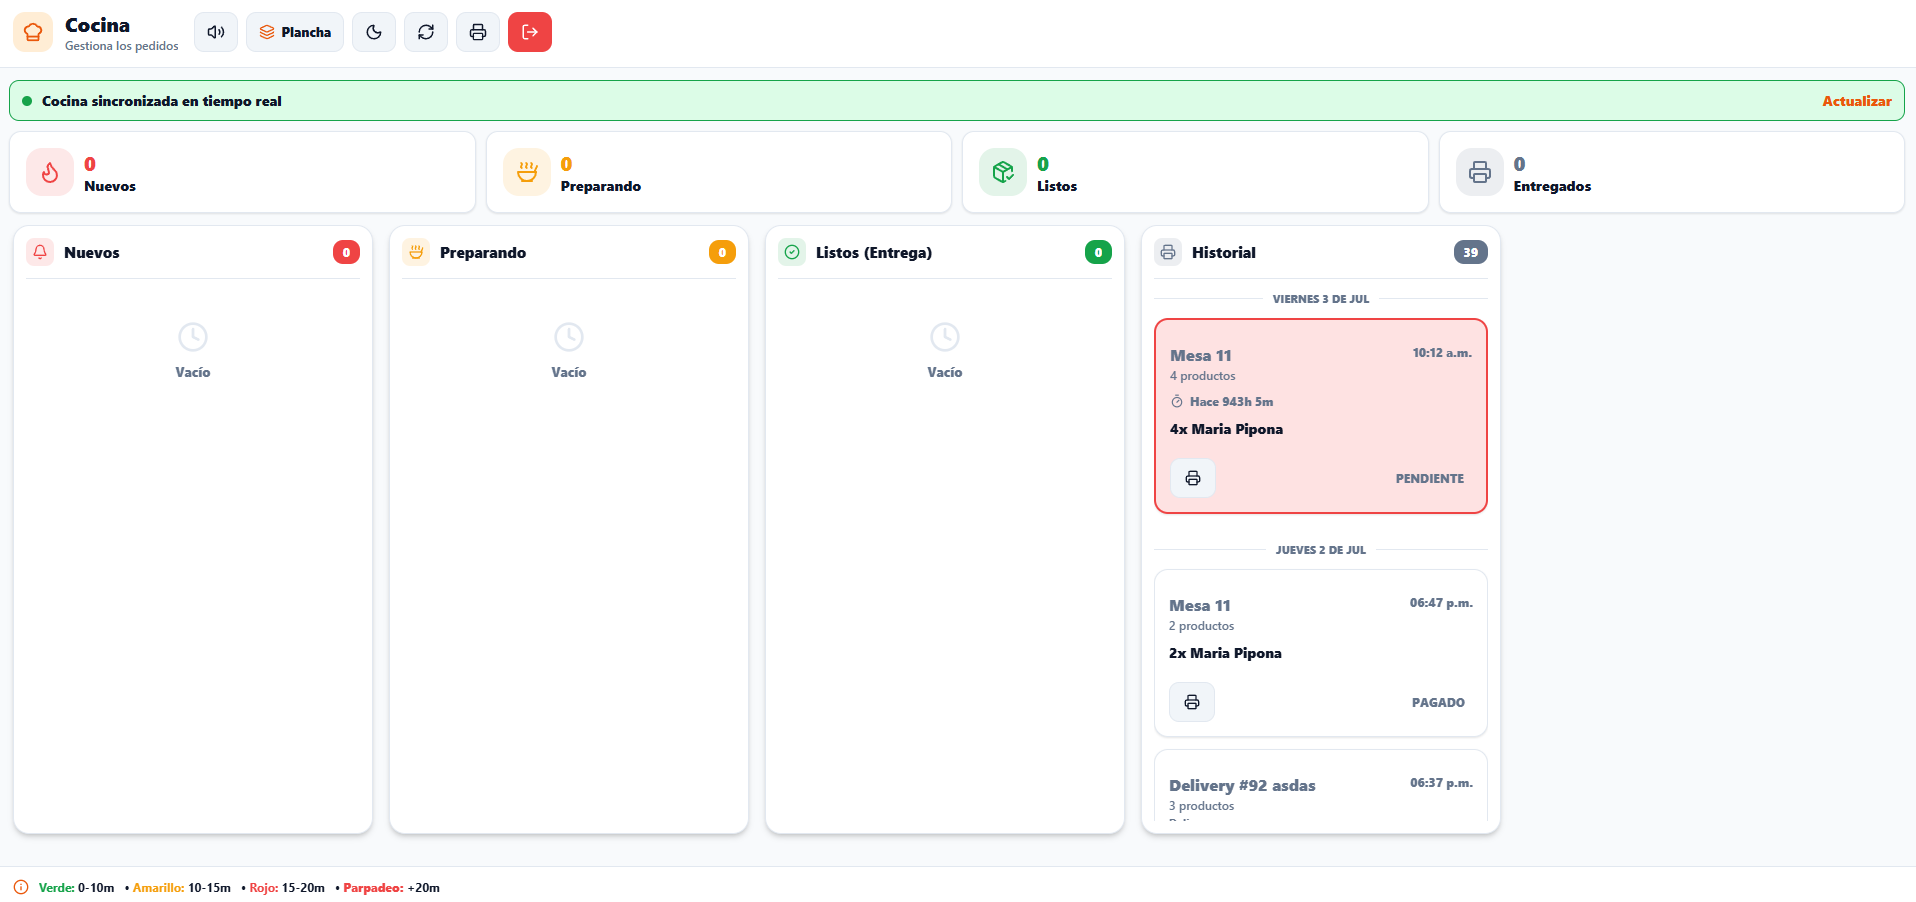 Cocina
Gestiona los pedidos
Plancha
Cocina sincronizada en tiempo real
Actualizar
0
Nuevos
0
Preparando
0
Listos
0
Entregados
Nuevos
0
Vacío
Preparando
0
Vacío
Listos (Entrega)
0
Vacío
Historial
39
VIERNES 3 DE JUL
Mesa 11
10:12 a.m.
4 productos
Hace 943h 5m
4x Maria Pipona
PENDIENTE
JUEVES 2 DE JUL
Mesa 11
06:47 p.m.
2 productos
2x Maria Pipona
PAGADO
Delivery #92 asdas
06:37 p.m.
3 productos
Verde: 0-10m • Amarillo: 10-15m • Rojo: 15-20m • Parpadeo: +20m